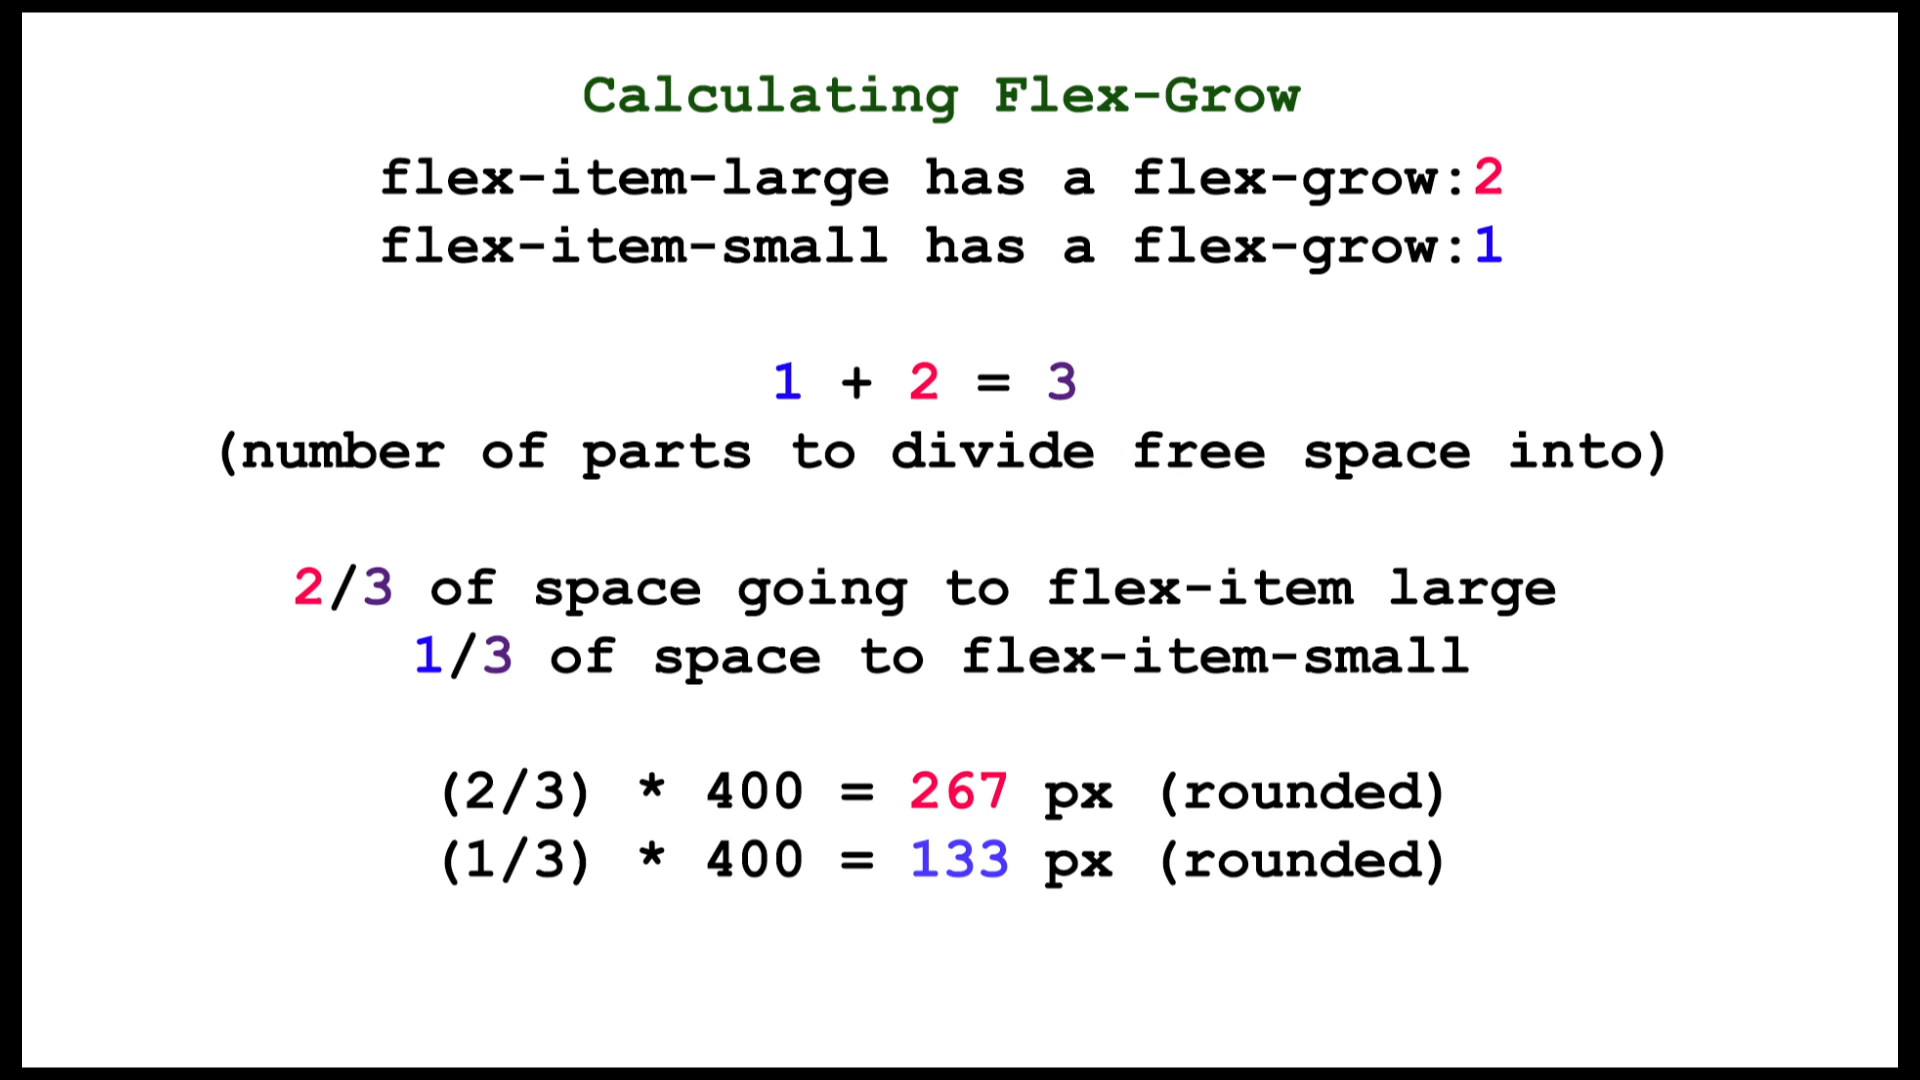 Calculating Flex-Grow
flex-item-large has a flex-grow:2
flex-item-small has a flex-grow:1
1 + 2 = 3
(number of parts to divide free space into)
2/3 of space going to flex-item large
1/3 of space to flex-item-small
(2/3) * 400 = 267 px (rounded)
(1/3) * 400 = 133 px (rounded)